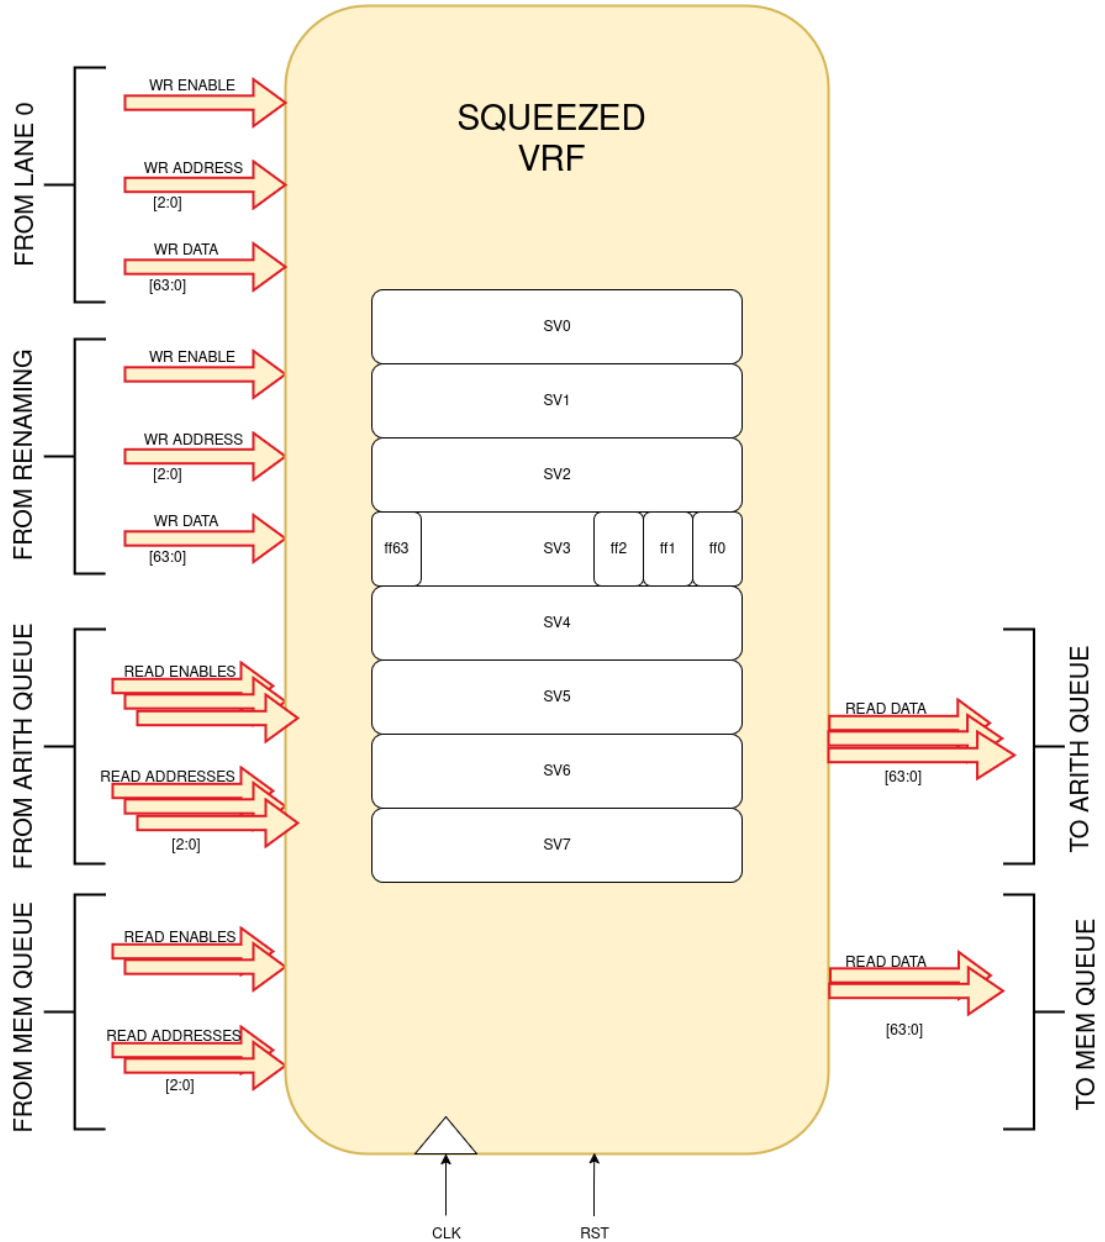 SQUEEZED
VRF
FROM LANE 0
WR ENABLE
WR ADDRESS
[2:0]
WR DATA
[63:0]
FROM RENAMING
WR ENABLE
WR ADDRESS
[2:0]
WR DATA
[63:0]
FROM ARITH QUEUE
READ ENABLES
READ ADDRESSES
[2:0]
FROM MEM QUEUE
READ ENABLES
READ ADDRESSES
[2:0]
SV0
SV1
SV2
ff63 SV3 ff2 ff1 ff0
SV4
SV5
SV6
SV7
READ DATA
[63:0]
TO ARITH QUEUE
READ DATA
[63:0]
TO MEM QUEUE
CLK
RST